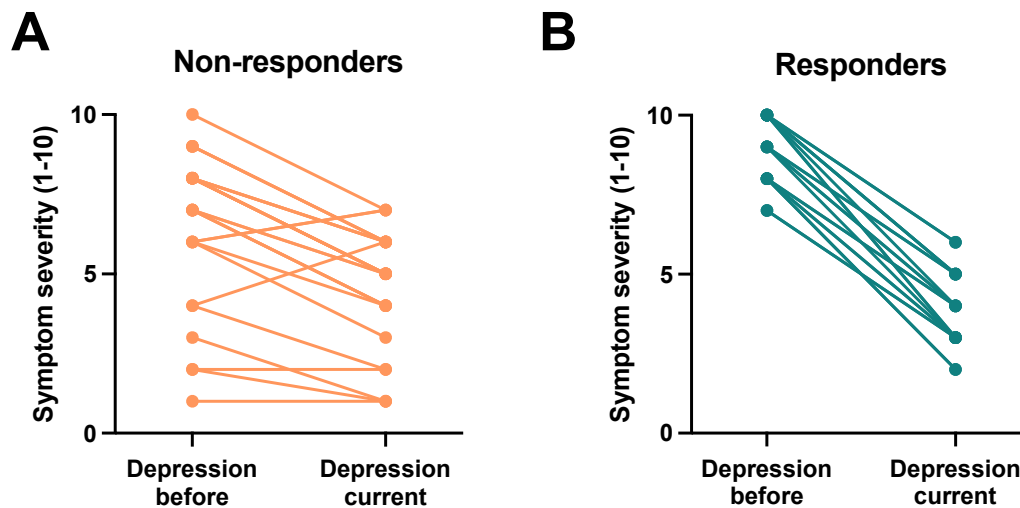 A
Non-responders
Symptom severity (1-10)
10
5
0
Depression
before
Depression
current
B
Responders
Symptom severity (1-10)
10
5
0
Depression
before
Depression
current